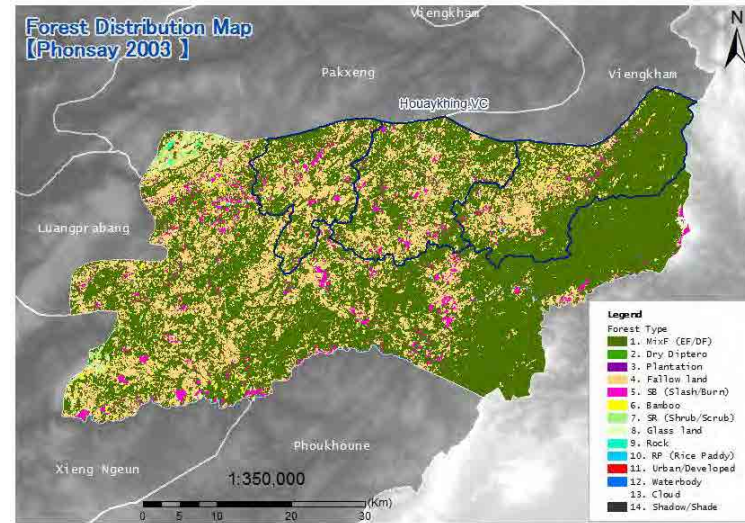 Forest Distribution Map
【Phonsay 2003 】
Viengkham
N
Pakxeng
Viengkham
Houaykhing.VC
Luangprabang
Xieng Ngeun
Phoukhoune
1:350,000
0 5 10 20 30 (Km)
Legend
Forest Type
1. MixF (EF/DF)
2. Dry Diptero
3. Plantation
4. Fallow land
5. SB (Slash/Burn)
6. Bamboo
7. SR (Shrub/Scrub)
8. Glass land
9. Rock
10. RP (Rice Paddy)
11. Urban/Developed
12. Waterbody
13. Cloud
14. Shadow/Shade